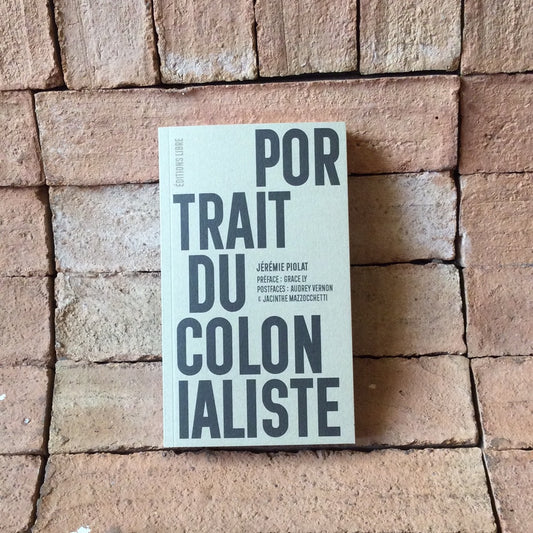 ÉDITIONS LIBRE
POR
TRAIT
DU
JÉRÉMIE PIOLAT
PRÉFACE : GRACE LY
POSTFACES : AUDREY VERNON
& JACINTHE MAZZOCCHETTI
COLON
IALISTE